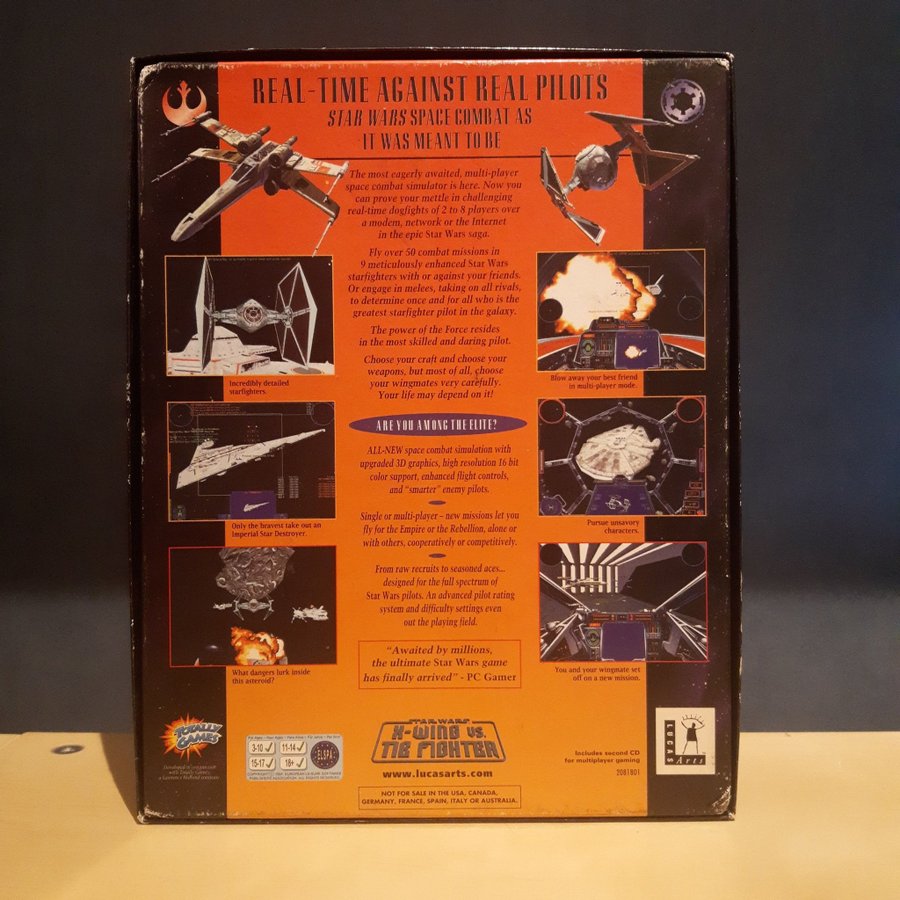 REAL-TIME AGAINST REAL PILOTS
STAR WARS SPACE COMBAT AS
IT WAS MEANT TO BE
The most eagerly awaited, multi-player
space combat simulator is here. Now you
can prove your mettle in challenging
real-time dogfights of 2 to 8 players over
a modem, network or the Internet
in the epic Star Wars saga.
Fly over 50 combat missions in
9 meticulously enhanced Star Wars
starfighters with or against your friends.
Or engage in melees, taking on all rivals,
to determine once and for all who is the
greatest starfighter pilot in the galaxy.
The power of the Force resides
in the most skilled and daring pilot.
Choose your craft and choose your
weapons, but most of all, choose
your wingmates very carefully.
Your life may depend on it!
ARE YOU AMONG THE ELITE?
ALL-NEW space combat simulation with
upgraded 3D graphics, high resolution 16 bit
color support, enhanced flight controls,
and "smarter" enemy pilots.
Single or multi-player – new missions let you
fly for the Empire or the Rebellion, alone or
with others, cooperatively or competitively.
From raw recruits to seasoned aces...
designed for the full spectrum of
Star Wars pilots. An advanced pilot rating
system and difficulty settings even
out the playing field.
"Awaited by millions,
the ultimate Star Wars game
has finally arrived" - PC Gamer
Incredibly detailed
starfighters.
Only the bravest take out an
Imperial Star Destroyer.
What dangers lurk inside
this asteroid?
Blow away your best friend
in multi-player mode.
Pursue unsavory
characters.
You and your wingmate set
off on a new mission.
TOTALLY
GAMES
Developed in conjunction
with Totally Games,
a Lawrence Holland company.
3-10 ✓ 11-14 ✓
15-17 ✓ 18+ ✓
ELSPA
STAR WARS
X-WING VS.
TIE FIGHTER
www.lucasarts.com
NOT FOR SALE IN THE USA, CANADA,
GERMANY, FRANCE, SPAIN, ITALY OR AUSTRALIA.
Includes second CD
for multiplayer gaming
2081801
LUCAS
Arts